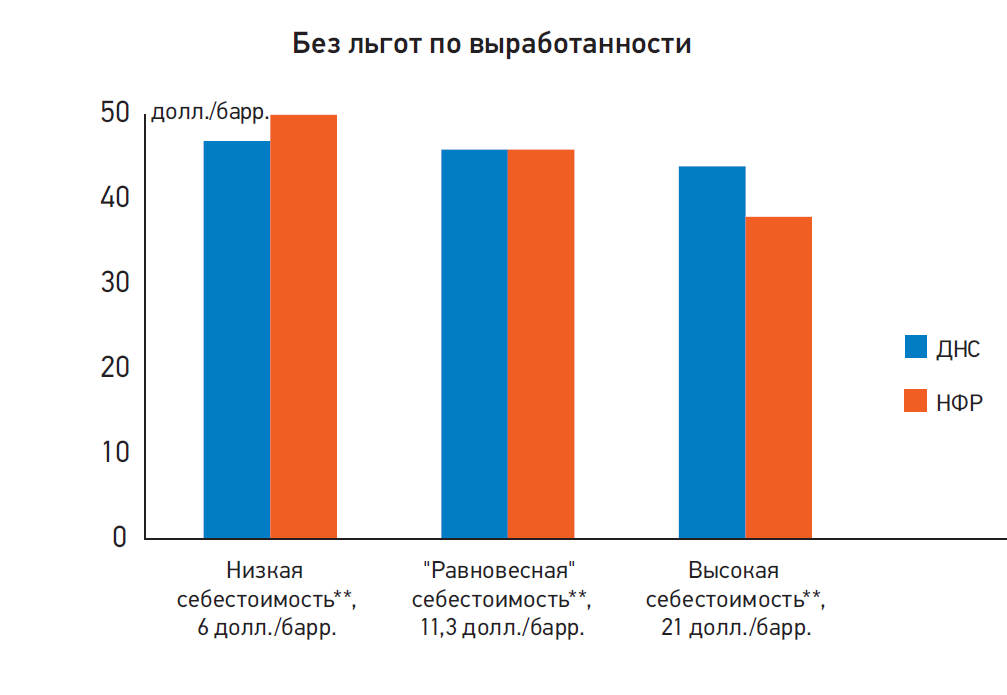 Без льгот по выработанности
50 долл./барр.
40
30
20
10
0
ДНС
НФР
Низкая
себестоимость**,
6 долл./барр.
"Равновесная"
себестоимость**,
11,3 долл./барр.
Высокая
себестоимость**,
21 долл./барр.